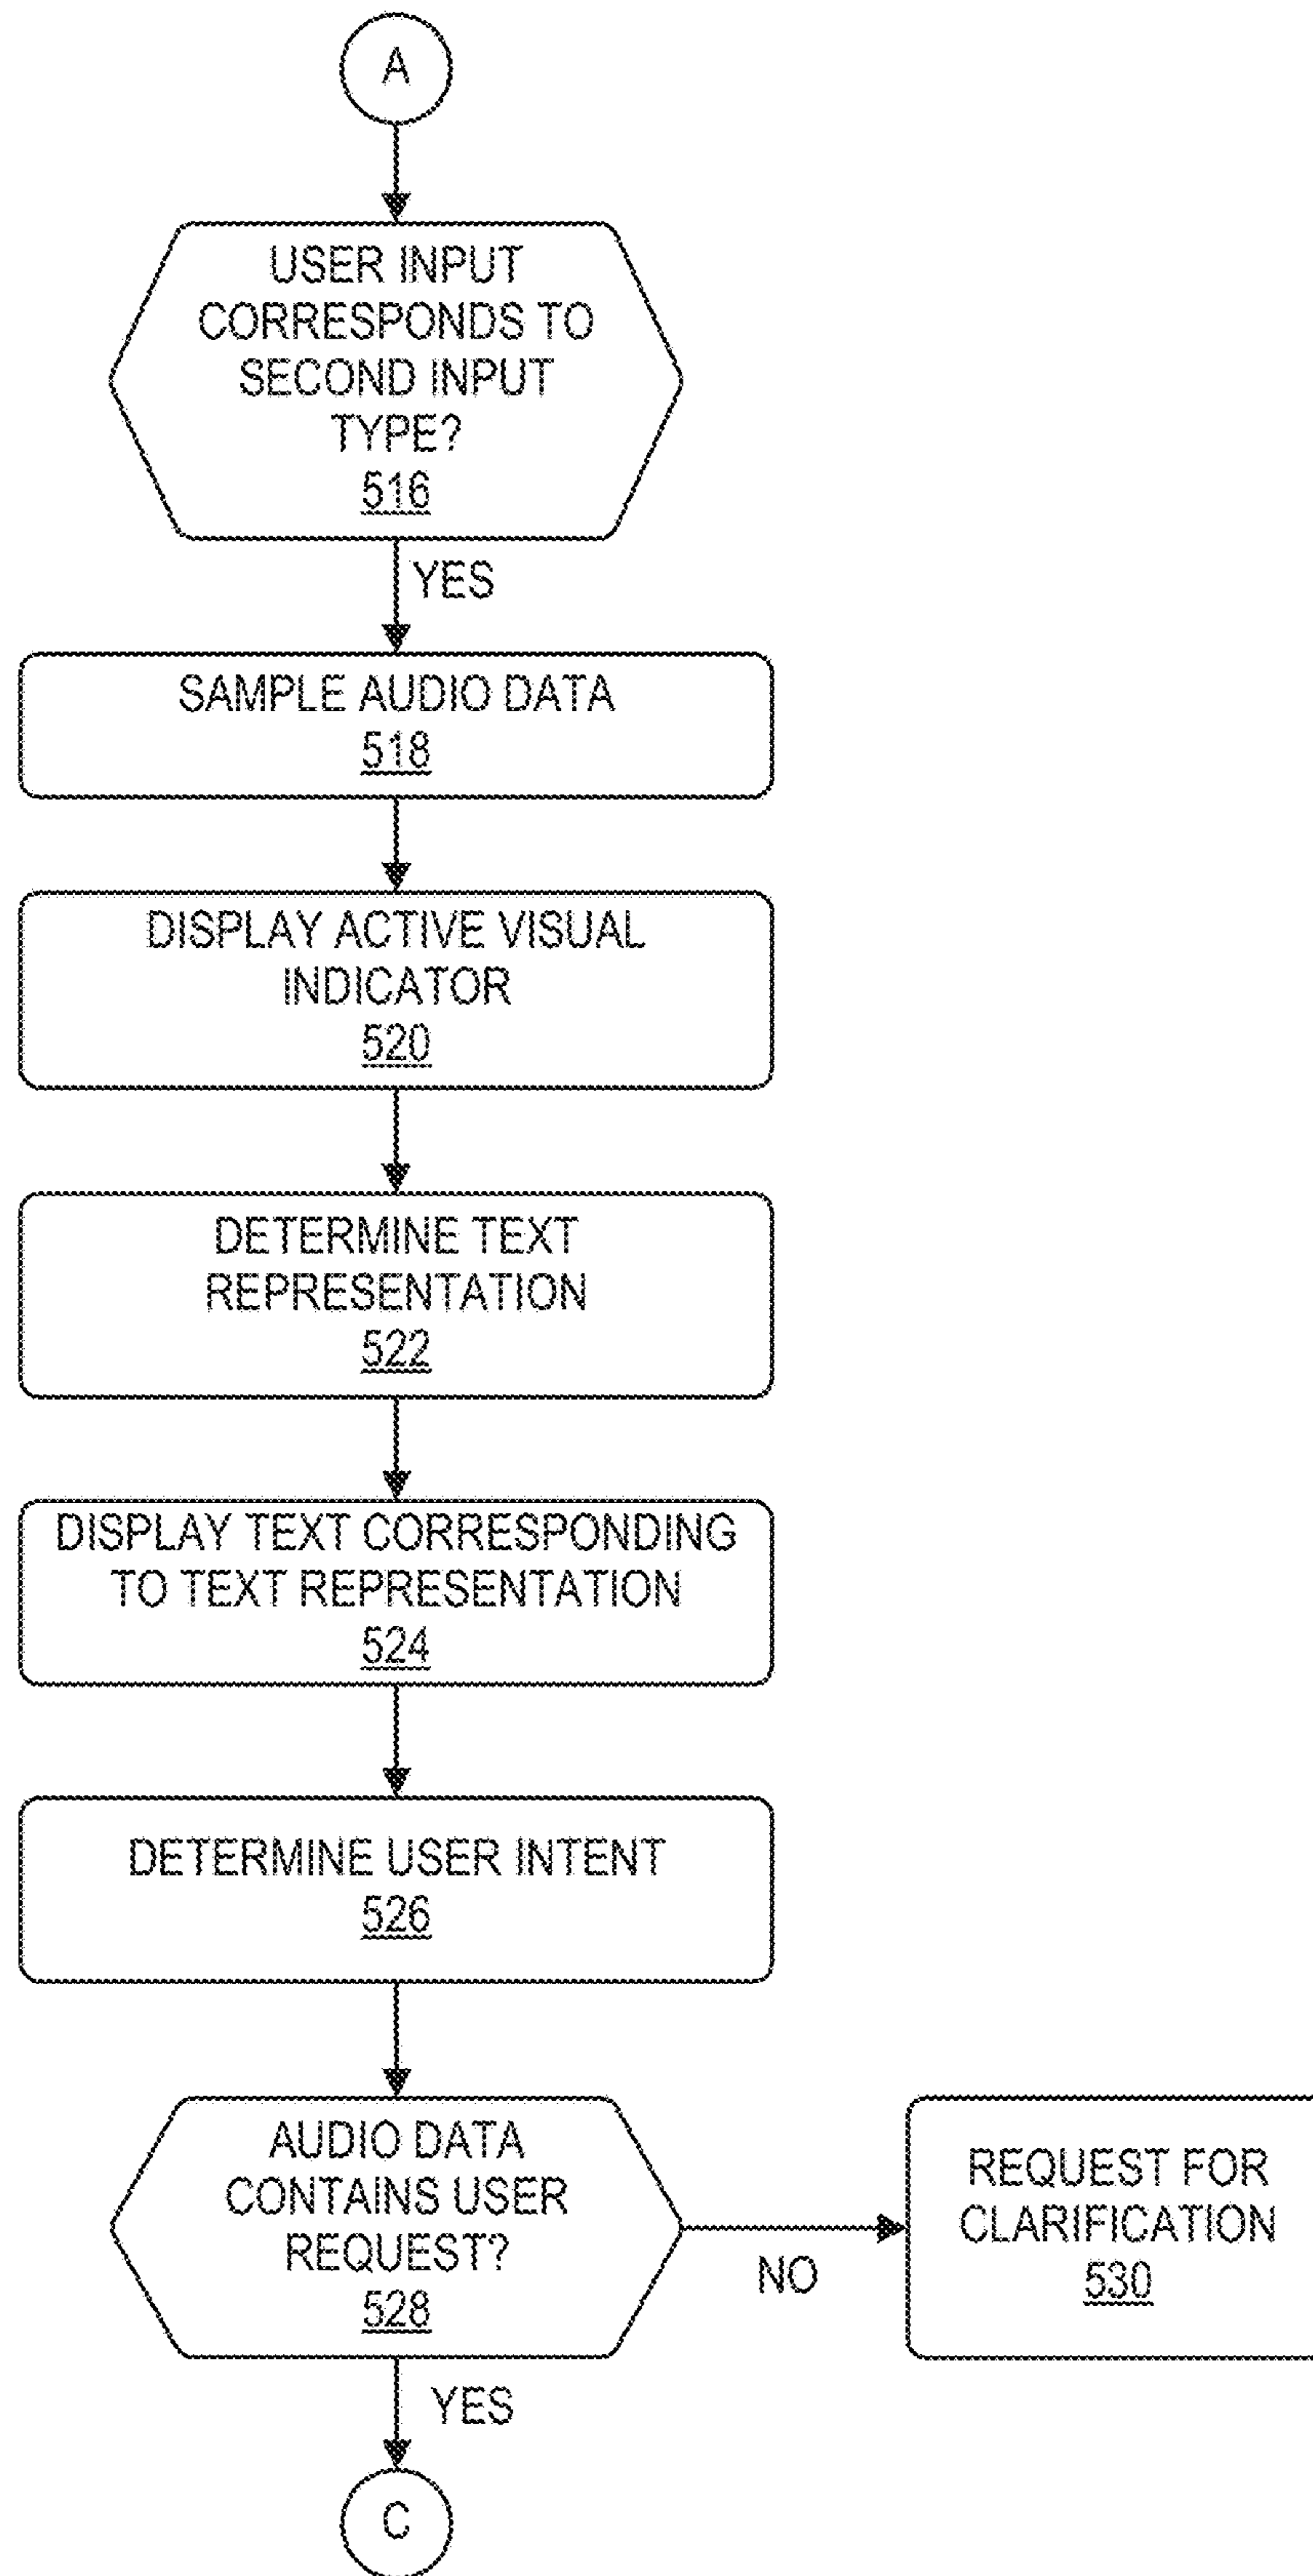 A
USER INPUT
CORRESPONDS TO
SECOND INPUT
TYPE?
516
YES
SAMPLE AUDIO DATA
518
DISPLAY ACTIVE VISUAL
INDICATOR
520
DETERMINE TEXT
REPRESENTATION
522
DISPLAY TEXT CORRESPONDING
TO TEXT REPRESENTATION
524
DETERMINE USER INTENT
526
AUDIO DATA
CONTAINS USER
REQUEST?
528
NO
REQUEST FOR
CLARIFICATION
530
YES
C